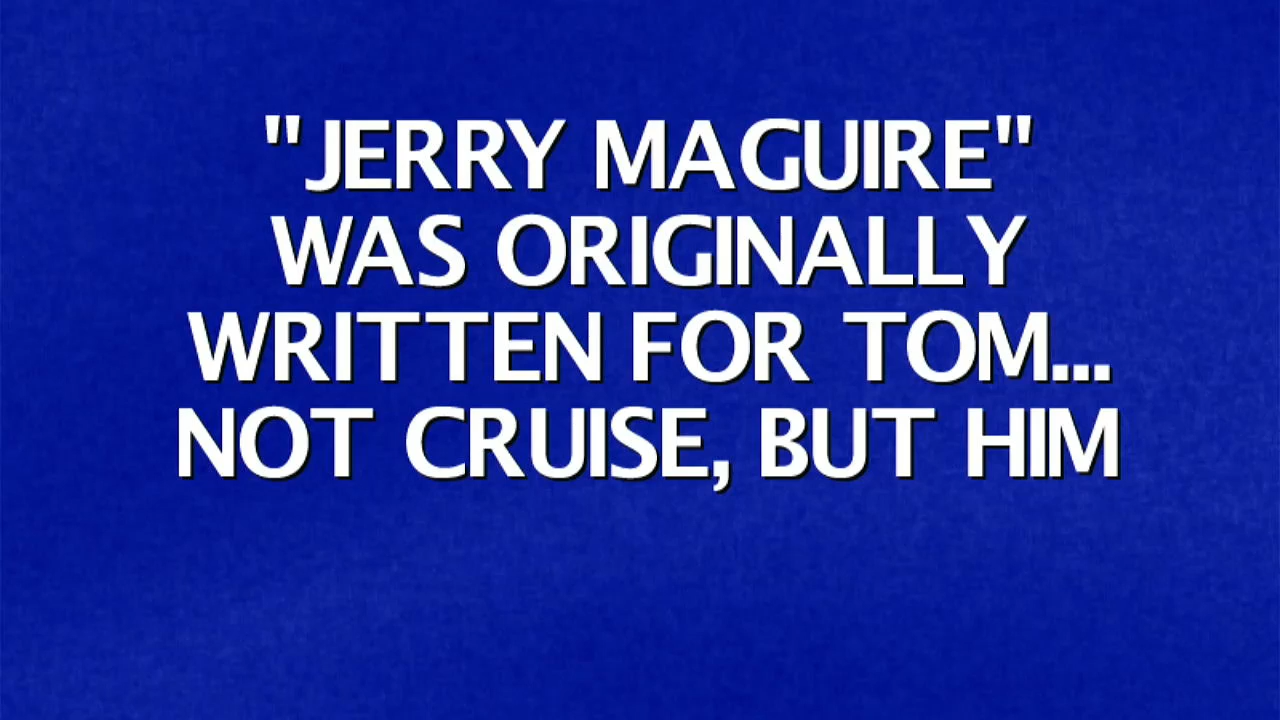 "JERRY MAGUIRE"
WAS ORIGINALLY
WRITTEN FOR TOM...
NOT CRUISE, BUT HIM